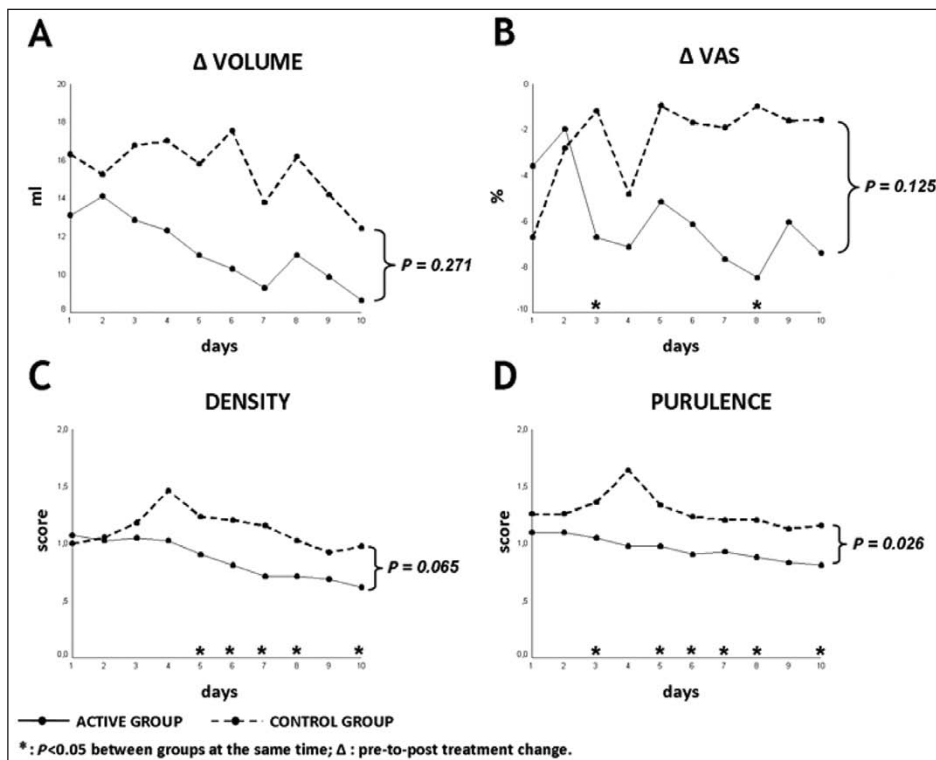 A
Δ VOLUME
20
18
16
14
12
10
8
ml
1 2 3 4 5 6 7 8 9 10
days
P = 0.271
B
Δ VAS
0
-2
-4
-6
-8
-10
%
* *
1 2 3 4 5 6 7 8 9 10
days
P = 0.125
C
DENSITY
2,0
1,5
1,0
,5
0,0
score
* * * * *
1 2 3 4 5 6 7 8 9 10
days
P = 0.065
D
PURULENCE
2,0
1,5
1,0
,5
0,0
score
* * * * * *
1 2 3 4 5 6 7 8 9 10
days
P = 0.026
ACTIVE GROUP CONTROL GROUP
* : P<0.05 between groups at the same time; Δ : pre-to-post treatment change.